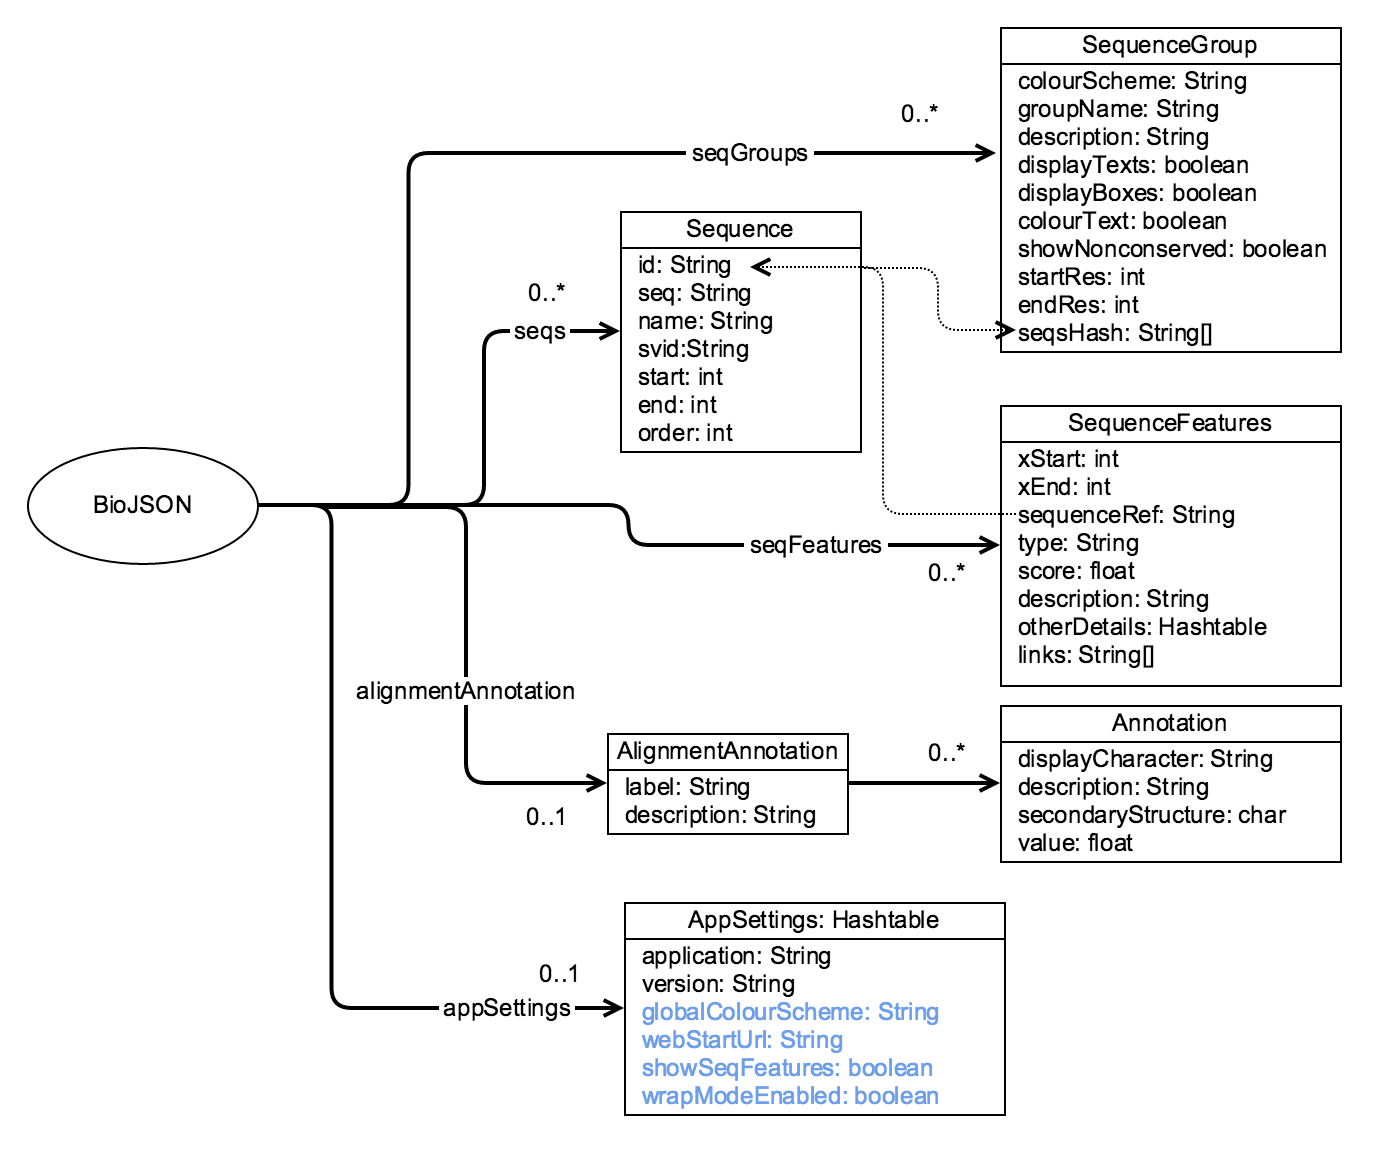 SequenceGroup
colourScheme: String
groupName: String
description: String
displayTexts: boolean
displayBoxes: boolean
colourText: boolean
showNonconserved: boolean
startRes: int
endRes: int
seqsHash: String[]
0..*
seqGroups
Sequence
id: String
seq: String
name: String
svid:String
start: int
end: int
order: int
0..*
seqs
BioJSON
SequenceFeatures
xStart: int
xEnd: int
sequenceRef: String
type: String
score: float
description: String
otherDetails: Hashtable
links: String[]
seqFeatures
0..*
alignmentAnnotation
0..1
AlignmentAnnotation
label: String
description: String
0..*
Annotation
displayCharacter: String
description: String
secondaryStructure: char
value: float
0..1
appSettings
AppSettings: Hashtable
application: String
version: String
globalColourScheme: String
webStartUrl: String
showSeqFeatures: boolean
wrapModeEnabled: boolean